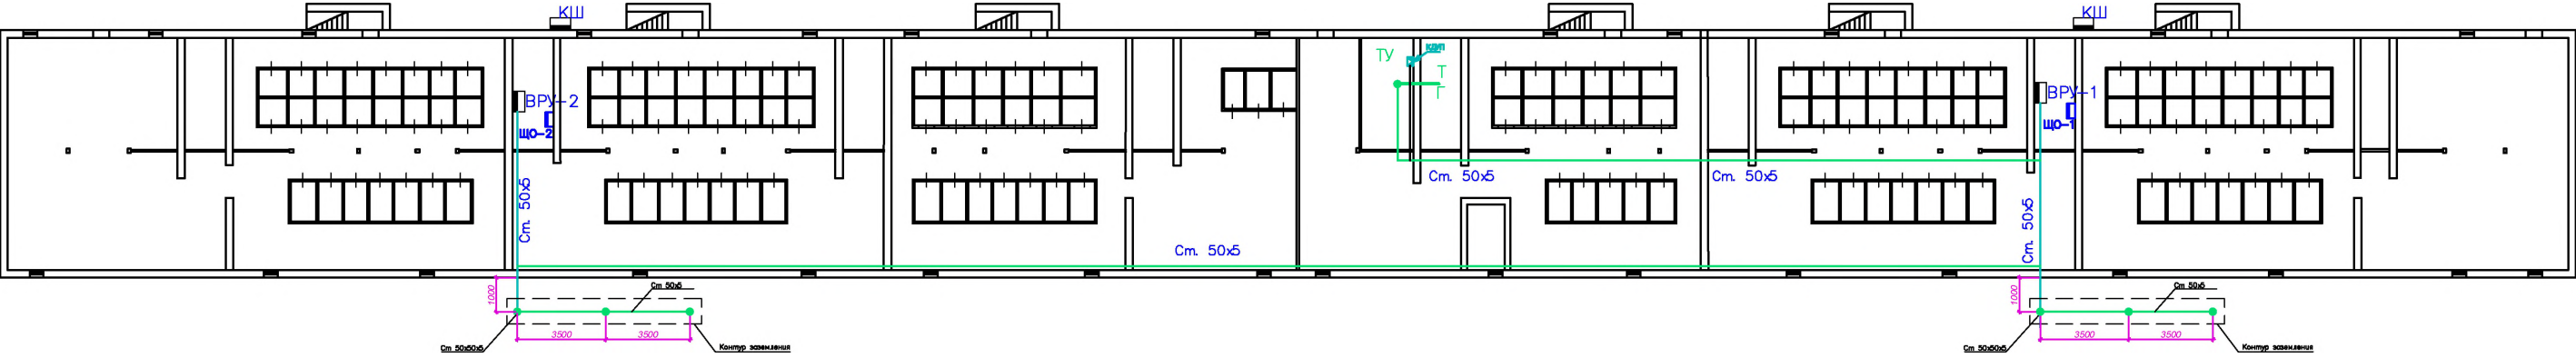 КШ
КШ
ТУ
кдуп
Т
Г
ВРУ-2
ЩО-2
ВРУ-1
ЩО-1
Ст. 50х5
Ст. 50х5
Ст. 50х5
Ст. 50х5
Ст. 50х5
1000
Ст 50х5
3500
3500
Ст 50х50х5
Контур заземления
1000
Ст 50х5
3500
3500
Ст 50х50х5
Контур заземления